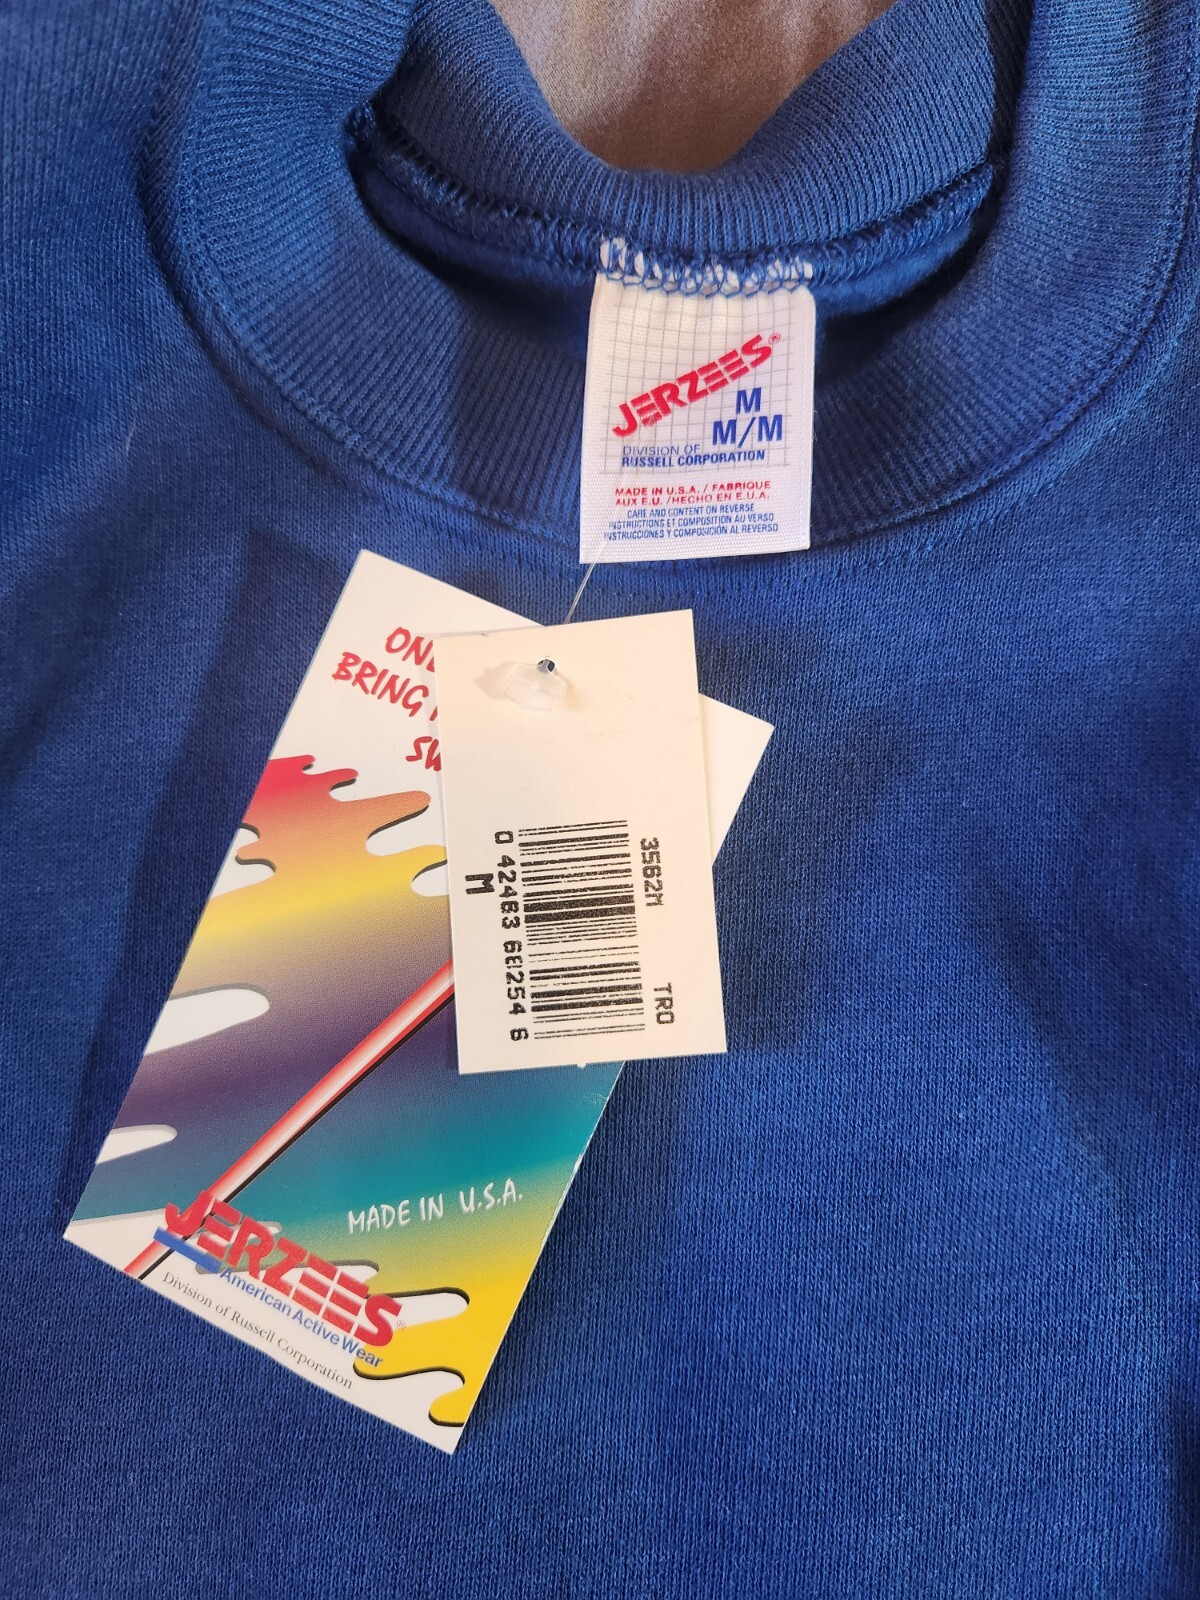 JERZEES®
M
M/M
DIVISION OF
RUSSELL CORPORATION
MADE IN U.S.A. / FABRIQUE
AUX E.U. / HECHO EN E.U.A.
CARE AND CONTENT ON REVERSE
INSTRUCTIONS ET COMPOSITION AU VERSO
INSTRUCCIONES Y COMPOSICIÓN AL REVERSO
BRING
3562M TRO
0 42483 68254 6
M
MADE IN U.S.A.
JERZEES®
American Active Wear
Division of Russell Corporation